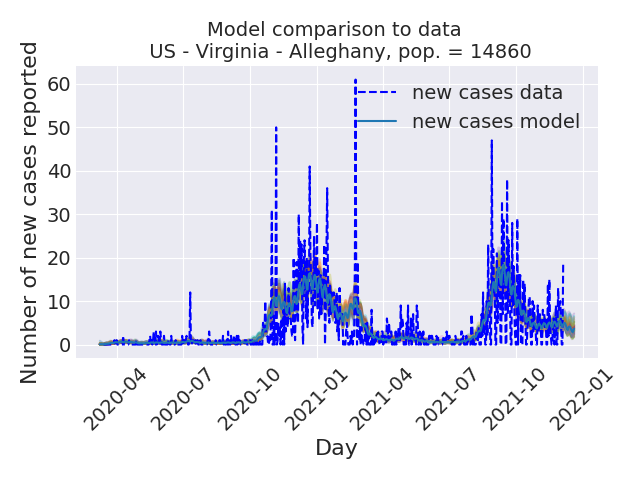 Model comparison to data
US - Virginia - Alleghany, pop. = 14860
Number of new cases reported
60
50
40
30
20
10
0
new cases data
new cases model
2020-04
2020-07
2020-10
2021-01
2021-04
2021-07
2021-10
2022-01
Day